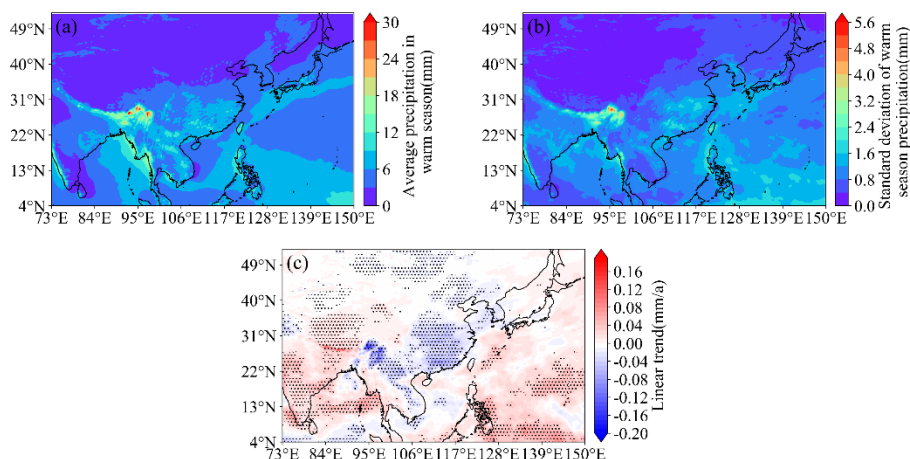 (a)
49°N
40°N
31°N
22°N
13°N
4°N
73°E 84°E 95°E 106°E 117°E 128°E 139°E 150°E
30
24
18
12
6
0
Average precipitation in
warm season(mm)
(b)
49°N
40°N
31°N
22°N
13°N
4°N
73°E 84°E 95°E 106°E 117°E 128°E 139°E 150°E
5.6
4.8
4.0
3.2
2.4
1.6
0.8
0.0
Standard deviation of warm
season precipitation(mm)
(c)
49°N
40°N
31°N
22°N
13°N
4°N
73°E 84°E 95°E 106°E 117°E 128°E 139°E 150°E
0.16
0.12
0.08
0.04
0.00
-0.04
-0.08
-0.12
-0.16
-0.20
Linear trend(mm/a)